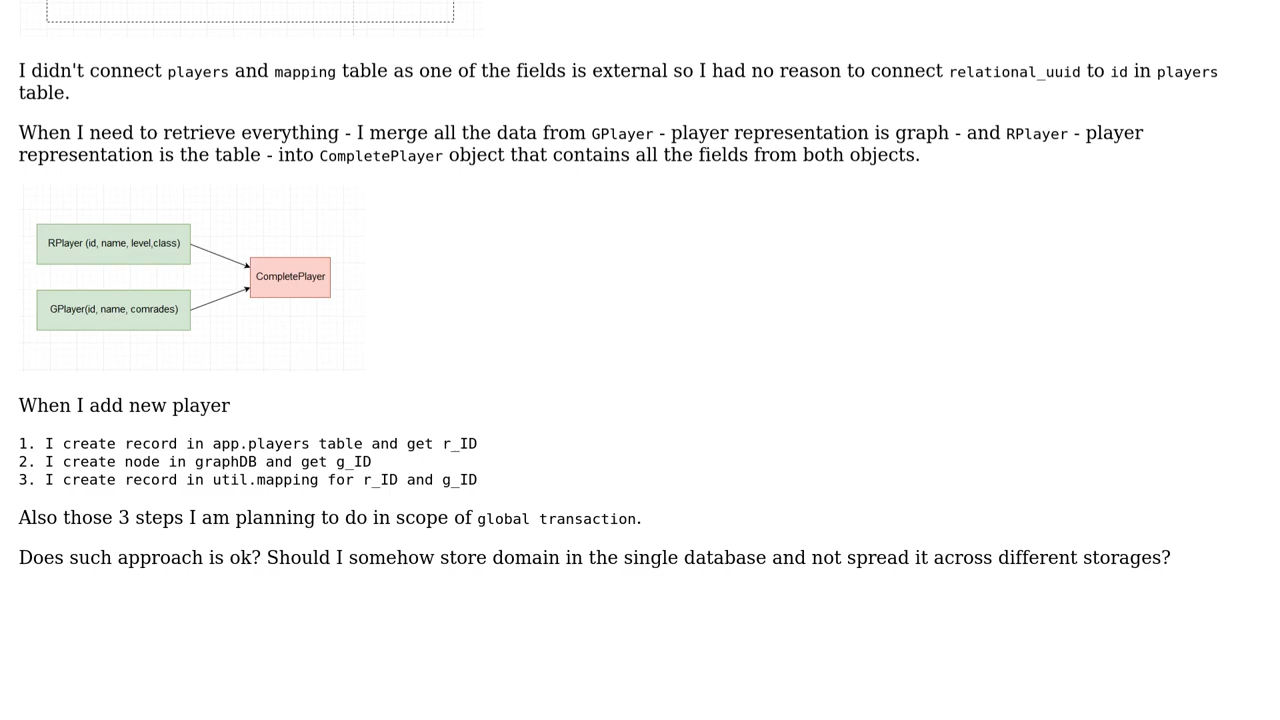 I didn't connect players and mapping table as one of the fields is external so I had no reason to connect relational_uuid to id in players
table.
When I need to retrieve everything - I merge all the data from GPlayer - player representation is graph - and RPlayer - player
representation is the table - into CompletePlayer object that contains all the fields from both objects.
RPlayer (id, name, level,class)
CompletePlayer
GPlayer(id, name, comrades)
When I add new player
1. I create record in app.players table and get r_ID
2. I create node in graphDB and get g_ID
3. I create record in util.mapping for r_ID and g_ID
Also those 3 steps I am planning to do in scope of global transaction.
Does such approach is ok? Should I somehow store domain in the single database and not spread it across different storages?